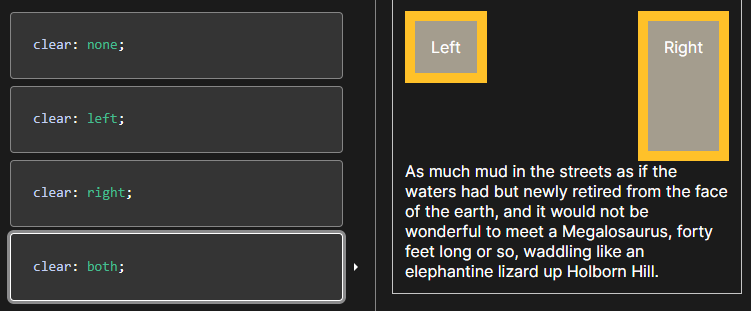 clear: none;
clear: left;
clear: right;
clear: both;
Left
Right
As much mud in the streets as if the
waters had but newly retired from the face
of the earth, and it would not be
wonderful to meet a Megalosaurus, forty
feet long or so, waddling like an
elephantine lizard up Holborn Hill.